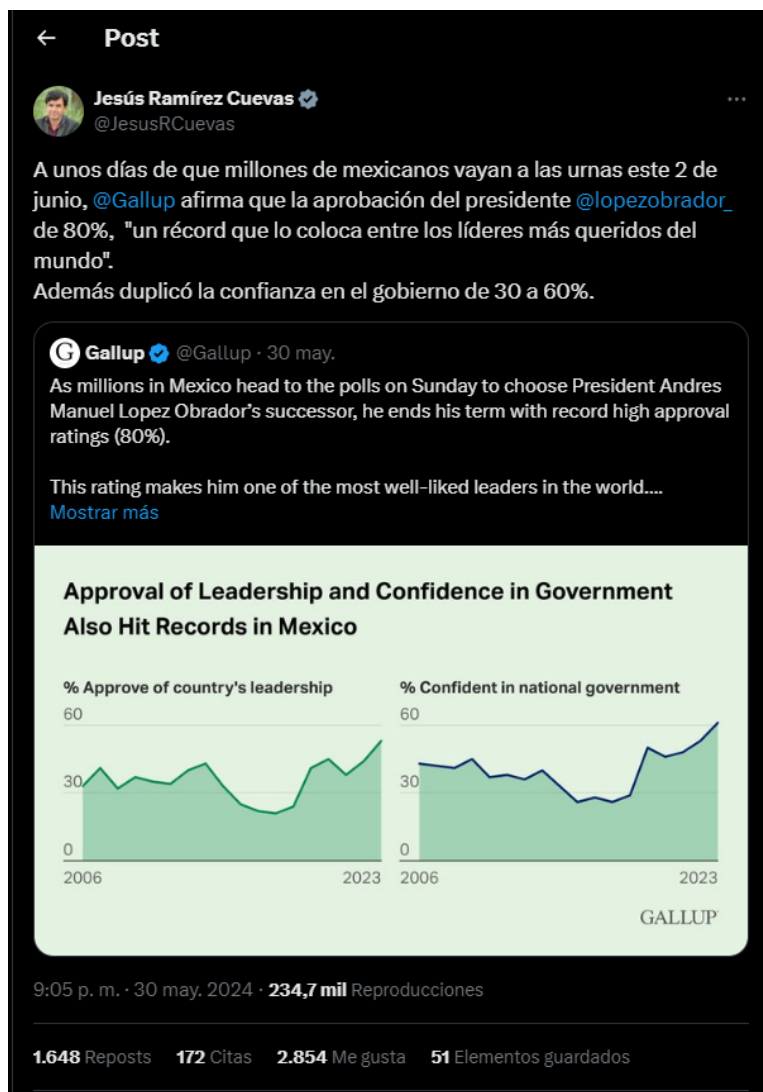 Post
Jesús Ramírez Cuevas
@JesusRCuevas
A unos días de que millones de mexicanos vayan a las urnas este 2 de
junio, @Gallup afirma que la aprobación del presidente @lopezobrador_
de 80%, "un récord que lo coloca entre los líderes más queridos del
mundo".
Además duplicó la confianza en el gobierno de 30 a 60%.
G Gallup @Gallup · 30 may.
As millions in Mexico head to the polls on Sunday to choose President Andres
Manuel Lopez Obrador's successor, he ends his term with record high approval
ratings (80%).
This rating makes him one of the most well-liked leaders in the world....
Mostrar más
Approval of Leadership and Confidence in Government
Also Hit Records in Mexico
% Approve of country's leadership
60
30
0
2006 2023
% Confident in national government
60
30
0
2006 2023
GALLUP
9:05 p. m. · 30 may. 2024 · 234,7 mil Reproducciones
1.648 Reposts 172 Citas 2.854 Me gusta 51 Elementos guardados